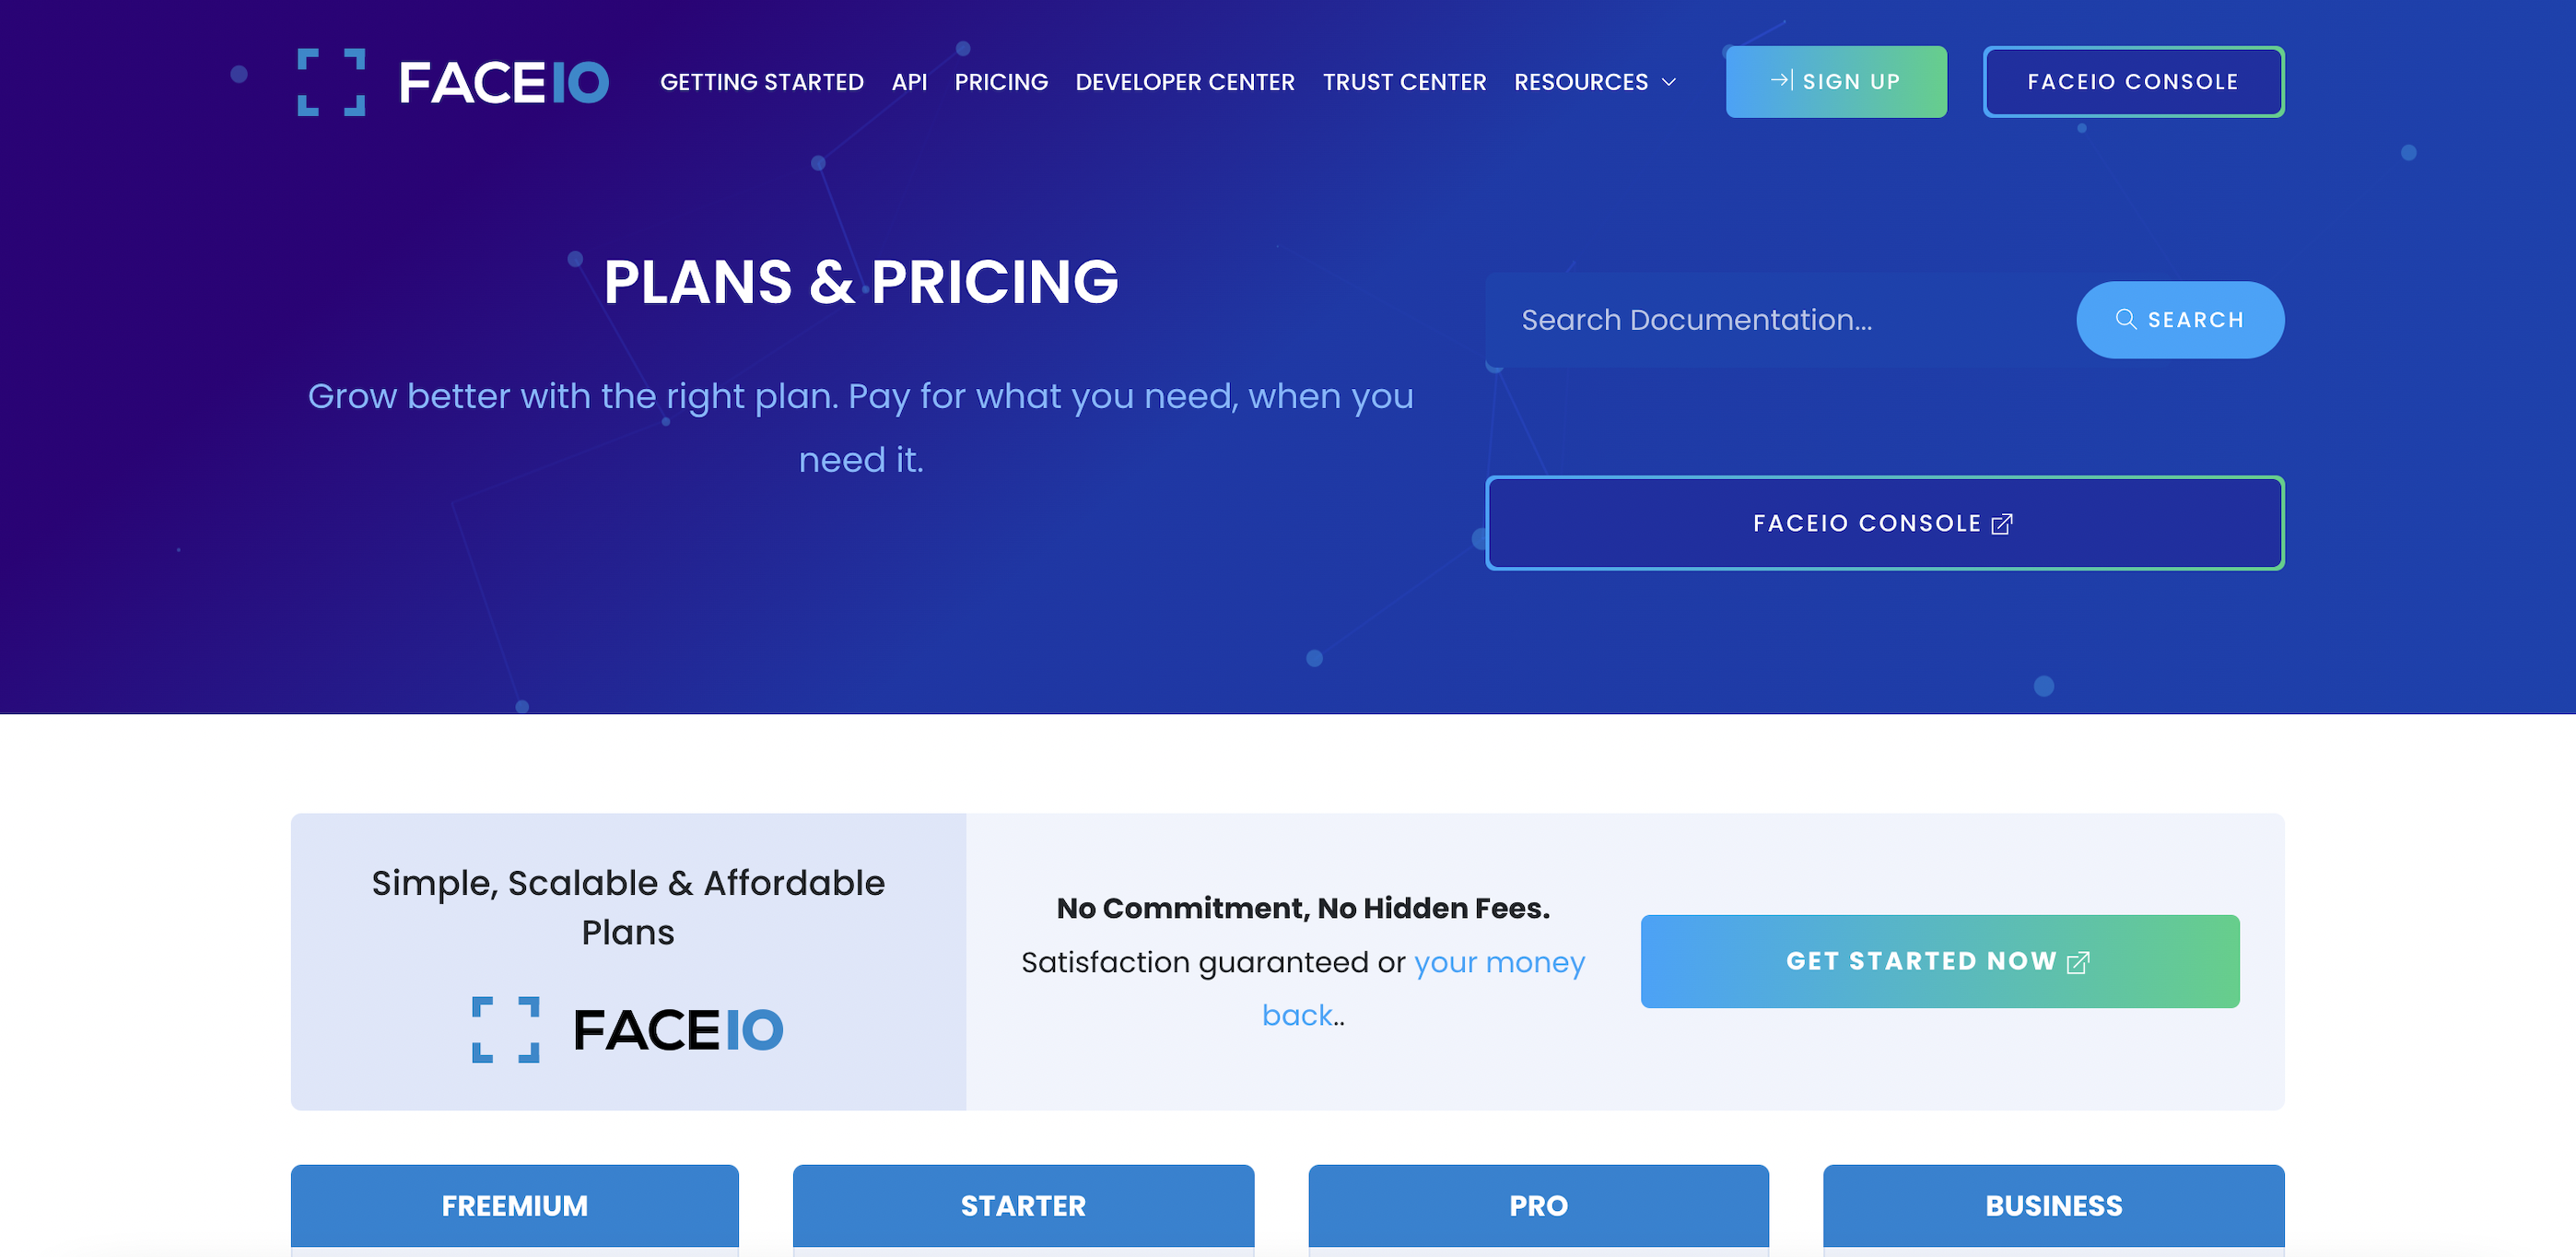 FACEIO
GETTING STARTED API PRICING DEVELOPER CENTER TRUST CENTER RESOURCES
SIGN UP
FACEIO CONSOLE
PLANS & PRICING
Grow better with the right plan. Pay for what you need, when you
need it.
Search Documentation...
SEARCH
FACEIO CONSOLE
Simple, Scalable & Affordable
Plans
FACEIO
No Commitment, No Hidden Fees.
Satisfaction guaranteed or your money
back..
GET STARTED NOW
FREEMIUM
STARTER
PRO
BUSINESS